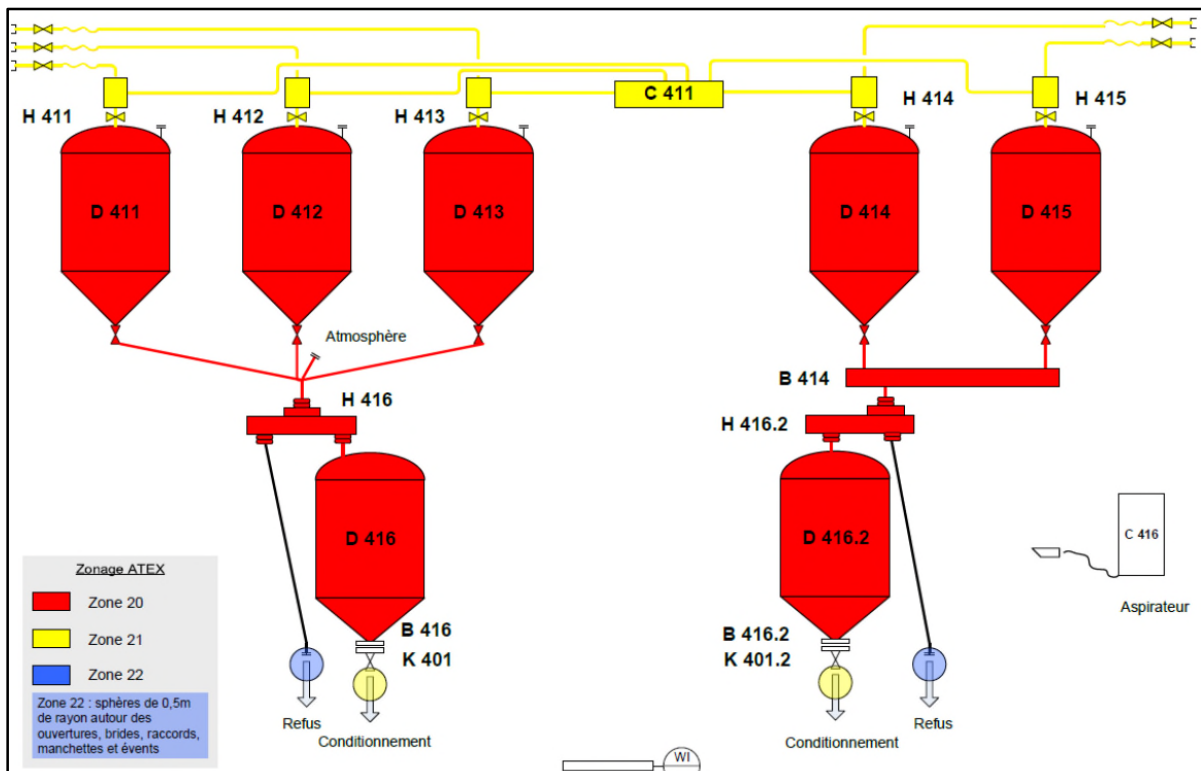 C 411
H 411
H 412
H 413
H 414
H 415
D 411
D 412
D 413
D 414
D 415
Atmosphère
B 414
H 416
H 416.2
D 416
D 416.2
C 416
Aspirateur
Zonage ATEX
Zone 20
Zone 21
Zone 22
Zone 22 : sphères de 0,5m
de rayon autour des
ouvertures, brides, raccords,
manchettes et évents
B 416
K 401
B 416.2
K 401.2
Refus
Conditionnement
Conditionnement
Refus
WI